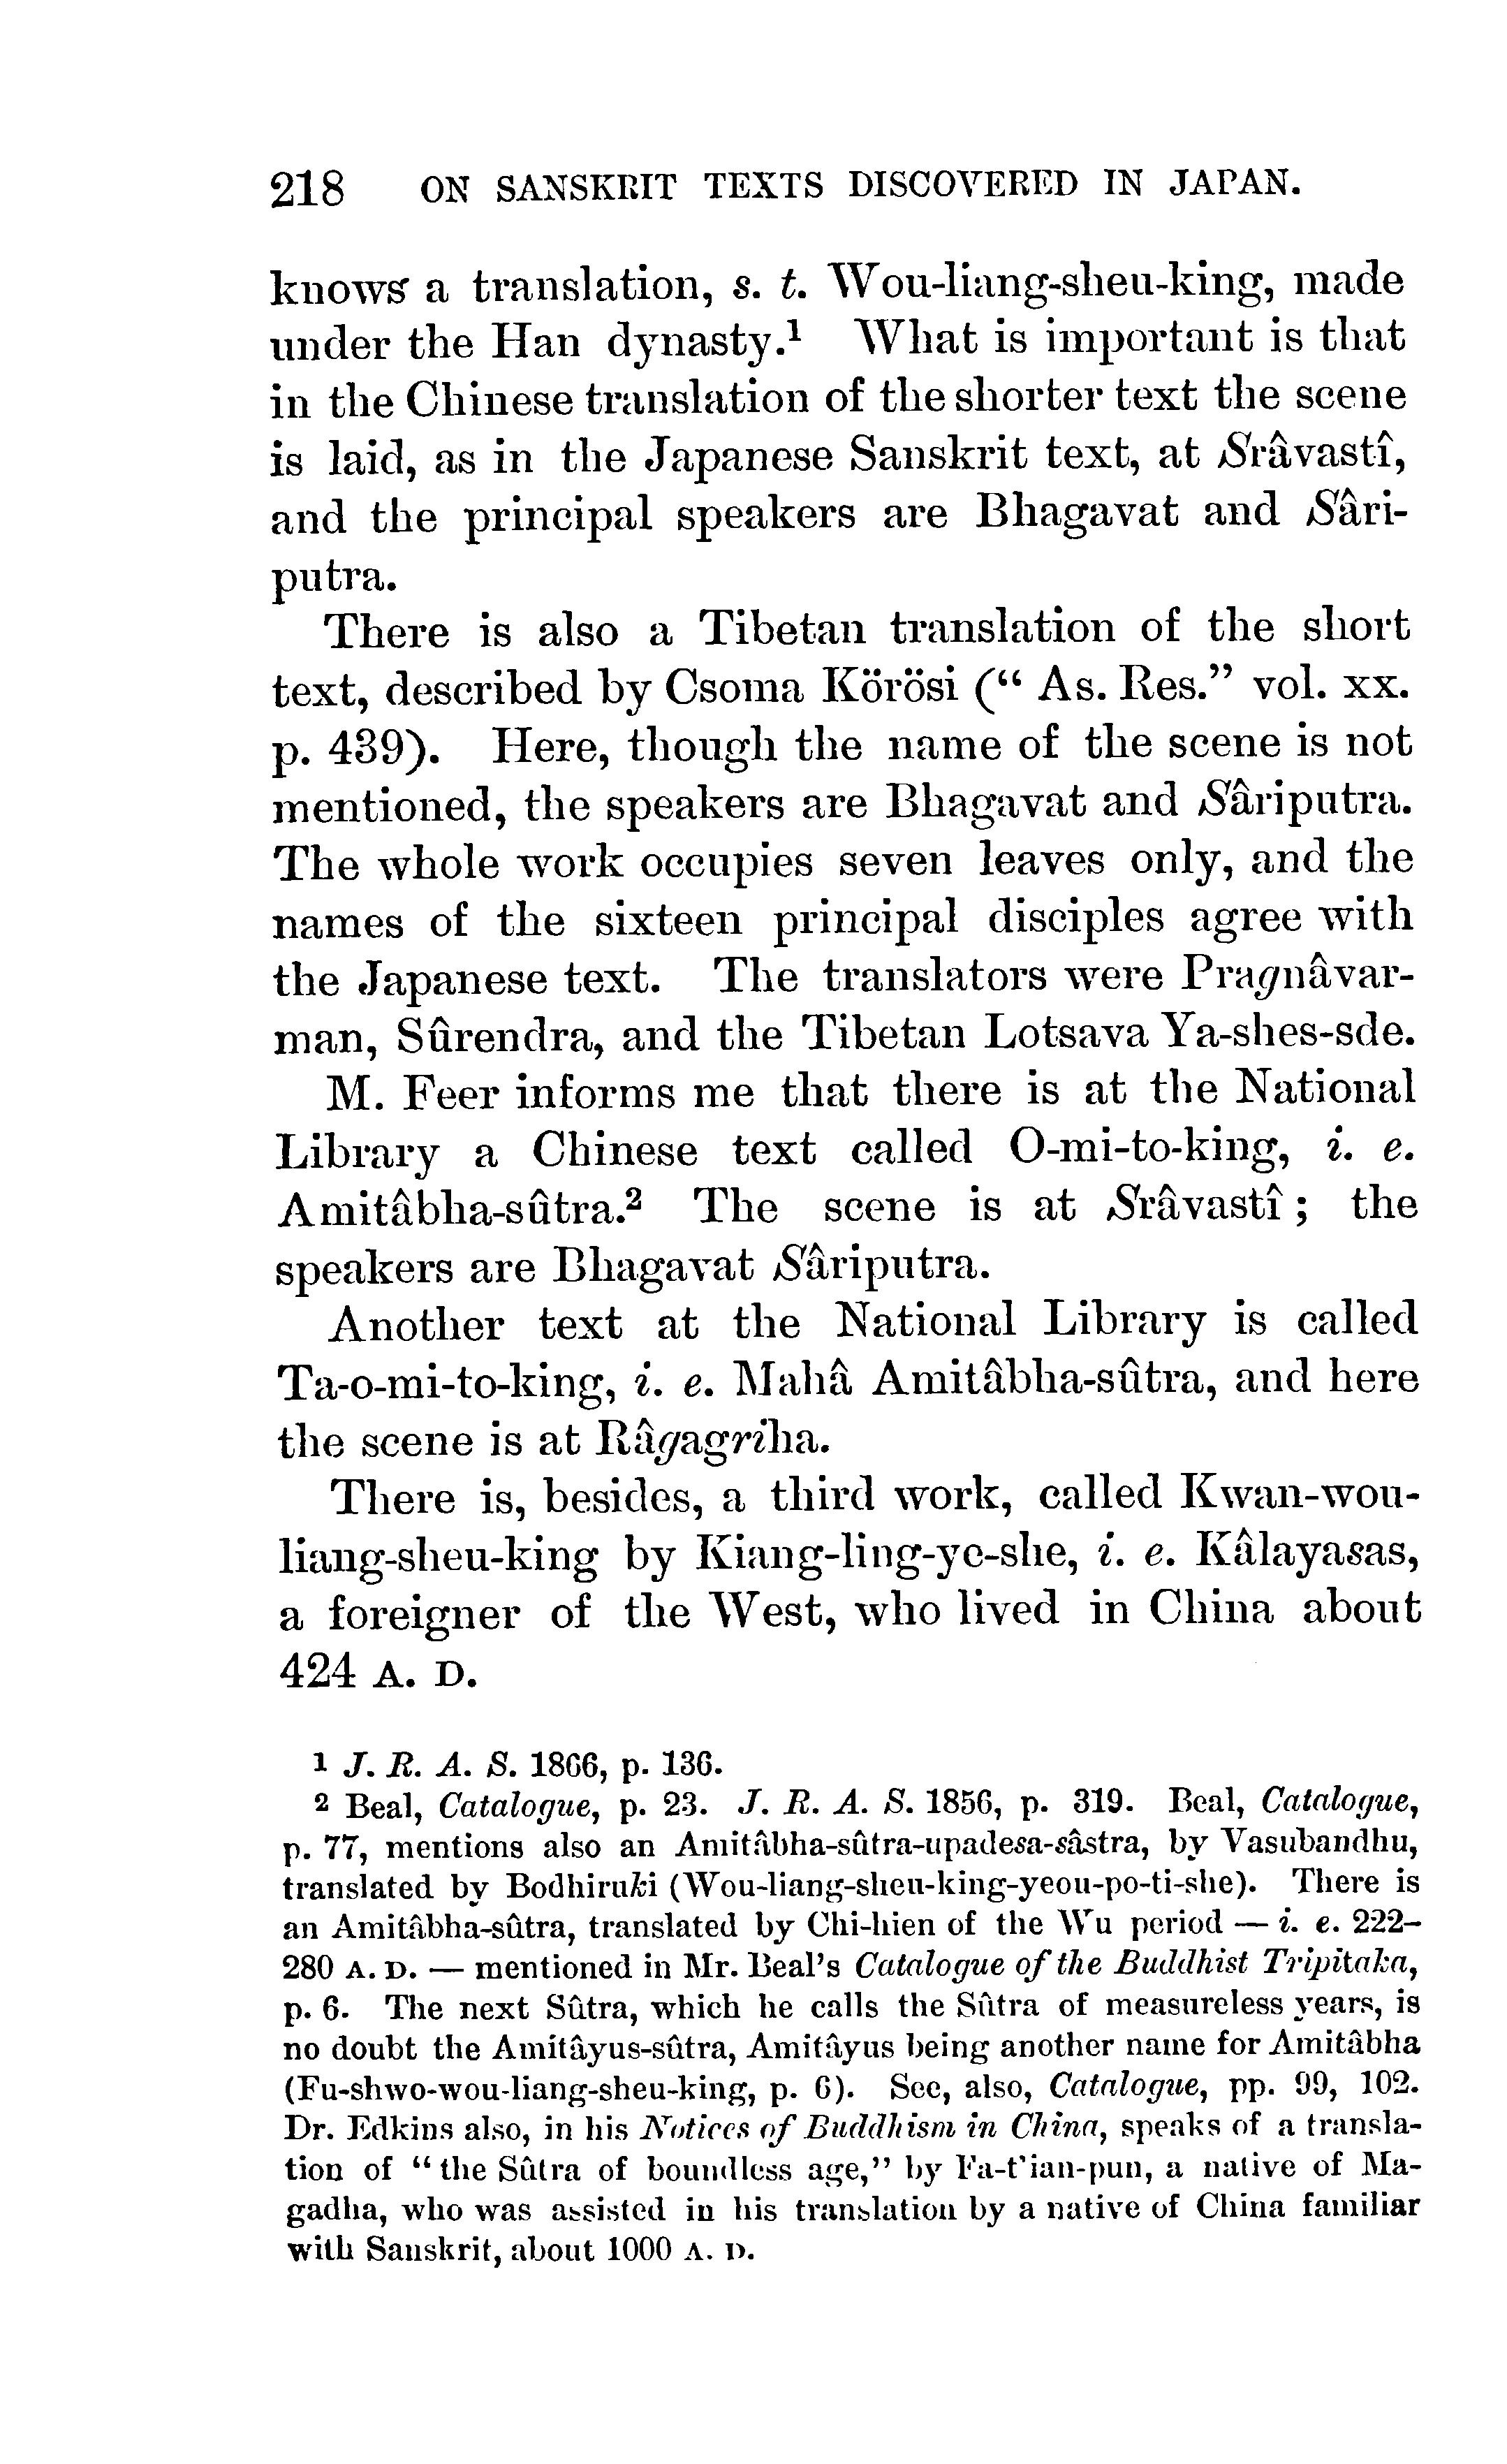 218 ON SANSKRIT TEXTS DISCOVERED IN JAPAN.
knows a translation, s. t. Wou-liang-sheu-king, made
under the Han dynasty.¹ What is important is that
in the Chinese translation of the shorter text the scene
is laid, as in the Japanese Sanskrit text, at Srâvastî,
and the principal speakers are Bhagavat and Sâri-
putra.
There is also a Tibetan translation of the short
text, described by Csoma Körösi (“ As. Res.” vol. xx.
p. 439). Here, though the name of the scene is not
mentioned, the speakers are Bhagavat and Sâriputra.
The whole work occupies seven leaves only, and the
names of the sixteen principal disciples agree with
the Japanese text. The translators were Pragnâvar-
man, Sûrendra, and the Tibetan Lotsava Ya-shes-sde.
M. Feer informs me that there is at the National
Library a Chinese text called O-mi-to-king, i. e.
Amitâbha-sûtra.² The scene is at Srâvastî; the
speakers are Bhagavat Sâriputra.
Another text at the National Library is called
Ta-o-mi-to-king, i. e. Mahâ Amitâbha-sûtra, and here
the scene is at Râgagriha.
There is, besides, a third work, called Kwan-wou-
liang-sheu-king by Kiang-ling-ye-she, i. e. Kâlayasas,
a foreigner of the West, who lived in China about
424 A. D.
1 J. R. A. S. 1866, p. 136.
2 Beal, Catalogue, p. 23. J. R. A. S. 1856, p. 319. Beal, Catalogue,
p. 77, mentions also an Amitâbha-sûtra-upadesa-sâstra, by Vasubandhu,
translated by Bodhiruki (Wou-liang-sheu-king-yeou-po-ti-she). There is
an Amitâbha-sûtra, translated by Chi-hien of the Wu period — i. e. 222–
280 A. D. — mentioned in Mr. Beal's Catalogue of the Buddhist Tripitaka,
p. 6. The next Sûtra, which he calls the Sûtra of measureless years, is
no doubt the Amitâyus-sûtra, Amitâyus being another name for Amitâbha
(Fu-shwo-wou-liang-sheu-king, p. 6). See, also, Catalogue, pp. 99, 102.
Dr. Edkins also, in his Notices of Buddhism in China, speaks of a transla-
tion of “the Sûtra of boundless age,” by Fa-t'ian-pun, a native of Ma-
gadha, who was assisted in his translation by a native of China familiar
with Sanskrit, about 1000 A. D.